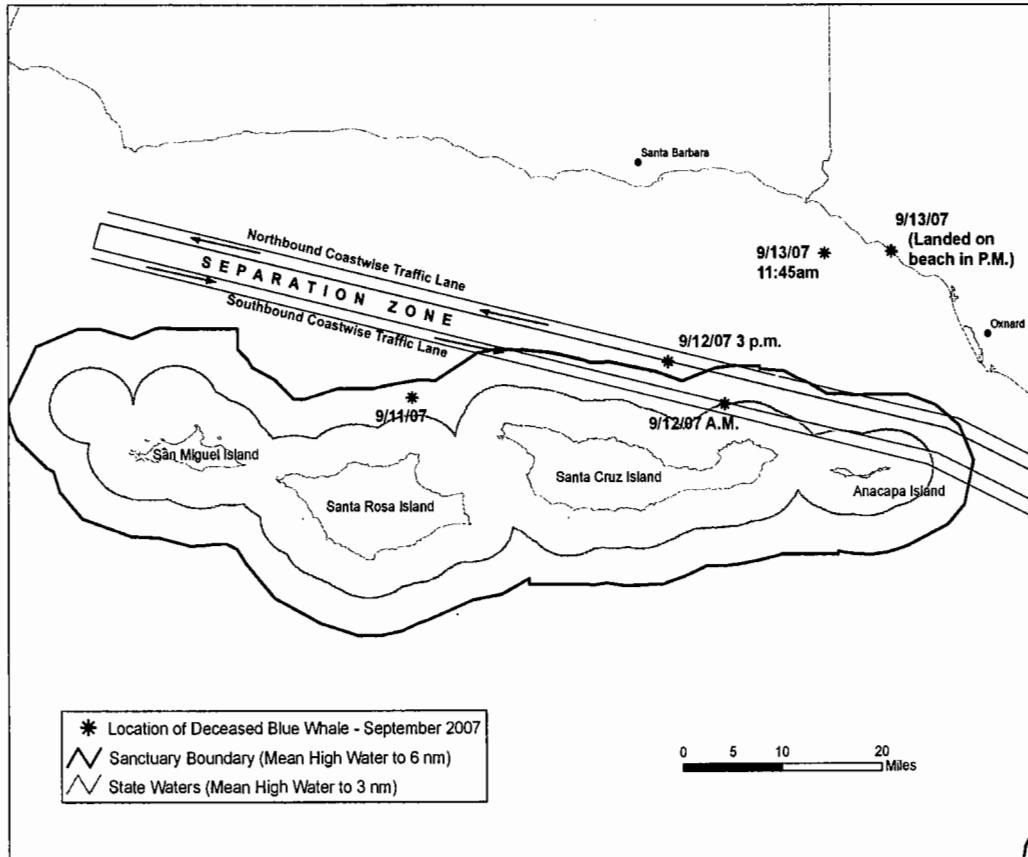 Santa Barbara
9/13/07
(Landed on
beach in P.M.)
9/13/07
11:45am
Oxnard
Northbound Coastwise Traffic Lane
SEPARATION ZONE
Southbound Coastwise Traffic Lane
9/12/07 3 p.m.
9/11/07
9/12/07 A.M.
San Miguel Island
Santa Rosa Island
Santa Cruz Island
Anacapa Island
Location of Deceased Blue Whale - September 2007
Sanctuary Boundary (Mean High Water to 6 nm)
State Waters (Mean High Water to 3 nm)
0 5 10 20
Miles